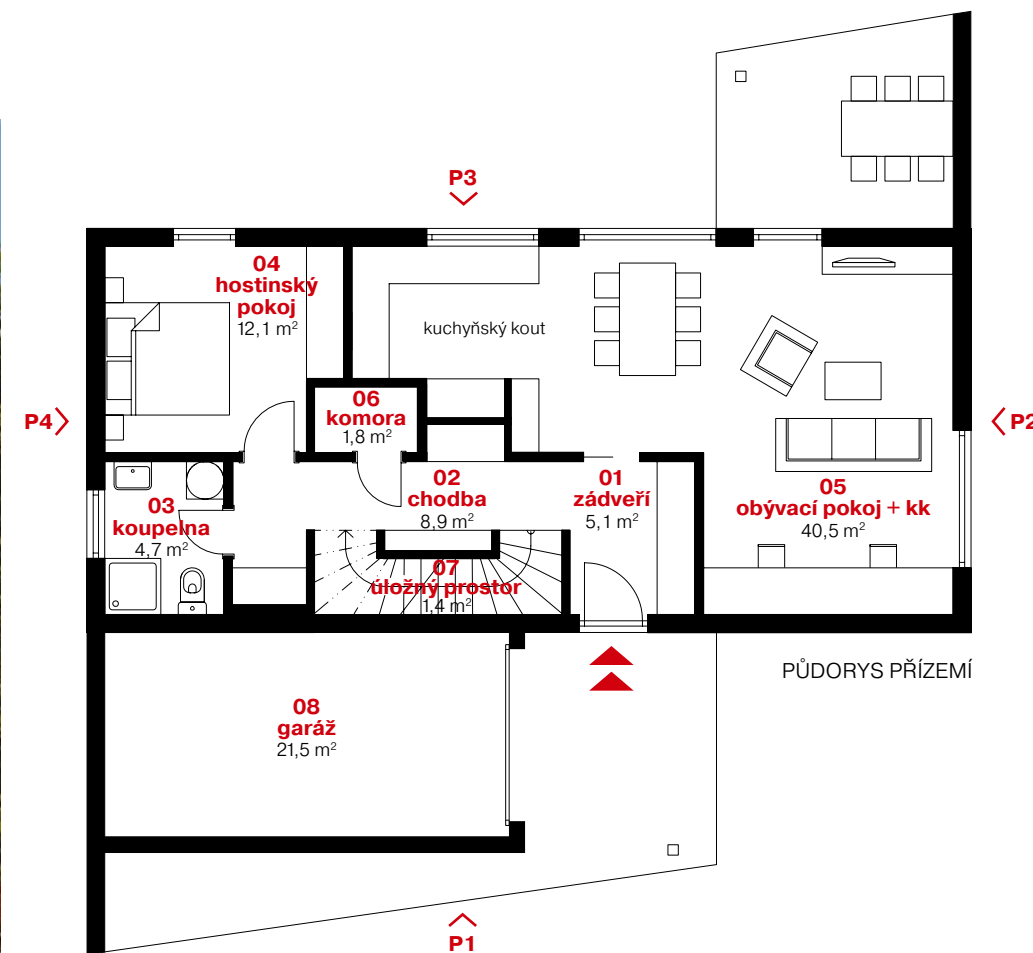 P3
04
hostinský
pokoj
12,1 m²
kuchyňský kout
06
komora
1,8 m²
P4
P2
03
koupelna
4,7 m²
02
chodba
8,9 m²
01
zádveří
5,1 m²
05
obývací pokoj + kk
40,5 m²
07
úložný prostor
1,4 m²
PŮDORYS PŘÍZEMÍ
08
garáž
21,5 m²
P1